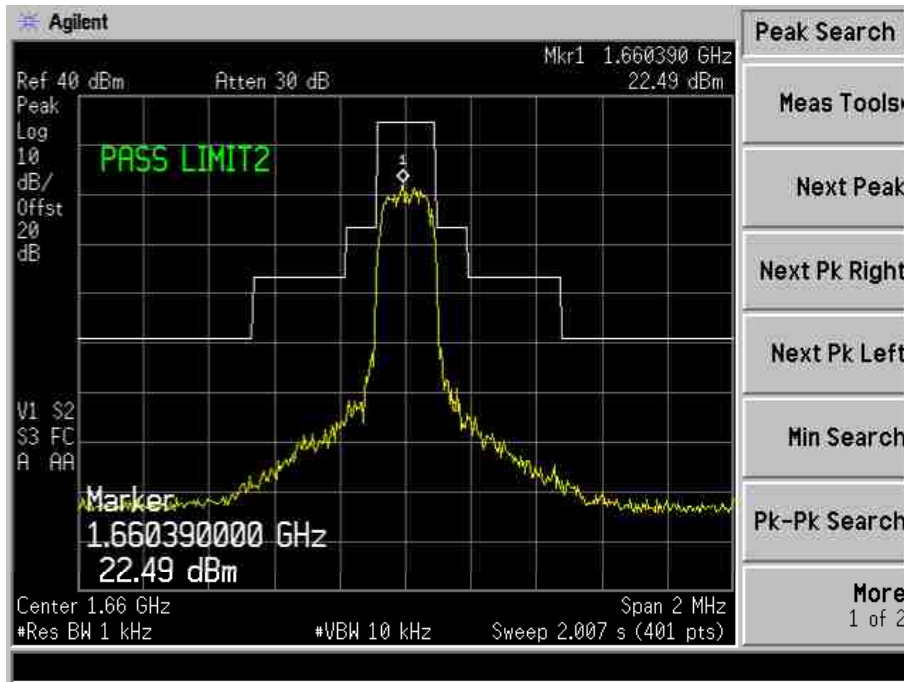 Agilent
Peak Search
Mkr1 1.660390 GHz
Ref 40 dBm Atten 30 dB 22.49 dBm
Peak
Log
10
dB/
Offst
20
dB
PASS LIMIT2
1
V1 S2
S3 FC
A AA
Marker
1.660390000 GHz
22.49 dBm
Center 1.66 GHz Span 2 MHz
#Res BW 1 kHz #VBW 10 kHz Sweep 2.007 s (401 pts)
Meas Tools
Next Peak
Next Pk Right
Next Pk Left
Min Search
Pk-Pk Search
More
1 of 2